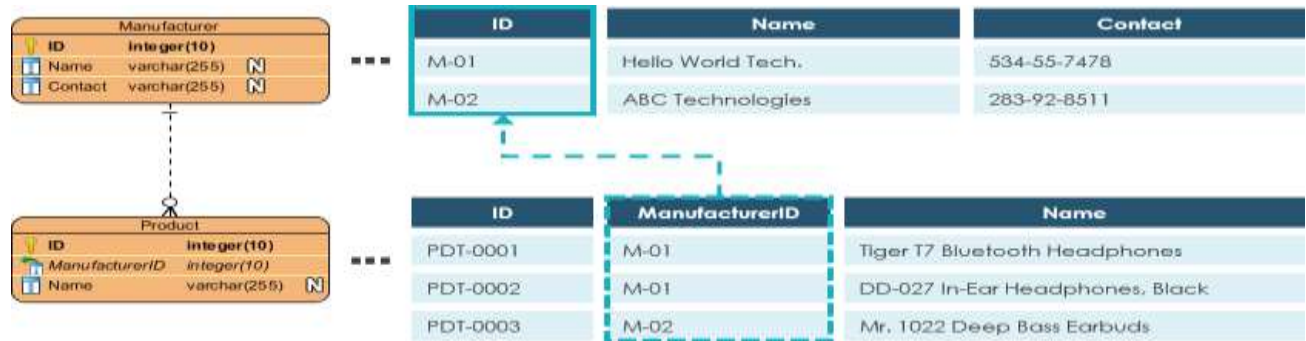 Manufacturer
ID integer(10)
Name varchar(255) N
Contact varchar(255) N
ID Name Contact
M-01 Hello World Tech. 534-55-7478
M-02 ABC Technologies 283-92-8511
Product
ID integer(10)
ManufacturerID integer(10)
Name varchar(255) N
ID ManufacturerID Name
PDT-0001 M-01 Tiger T7 Bluetooth Headphones
PDT-0002 M-01 DD-027 In-Ear Headphones, Black
PDT-0003 M-02 Mr. 1022 Deep Bass Earbuds